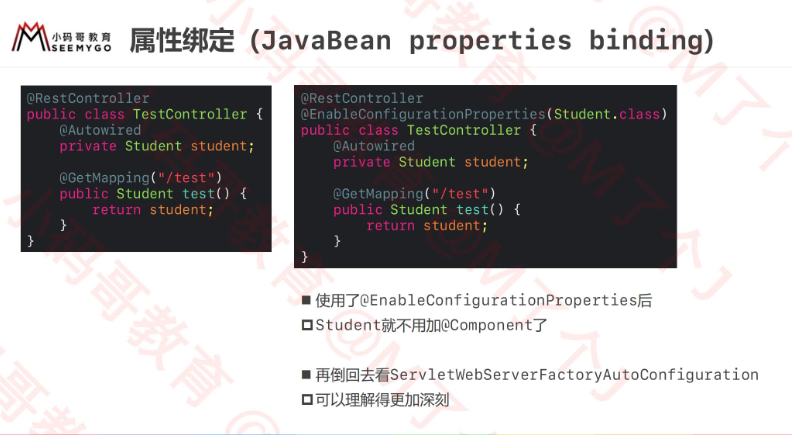 小码哥教育
SEEMYGO
属性绑定（JavaBean properties binding）
@RestController
public class TestController {
    @Autowired
    private Student student;

    @GetMapping("/test")
    public Student test() {
        return student;
    }
}
@RestController
@EnableConfigurationProperties(Student.class)
public class TestController {
    @Autowired
    private Student student;

    @GetMapping("/test")
    public Student test() {
        return student;
    }
}
■ 使用了@EnableConfigurationProperties后
□ Student就不用加@Component了
■ 再倒回去看ServletWebServerFactoryAutoConfiguration
□ 可以理解得更加深刻
小码哥教育 @M了个J